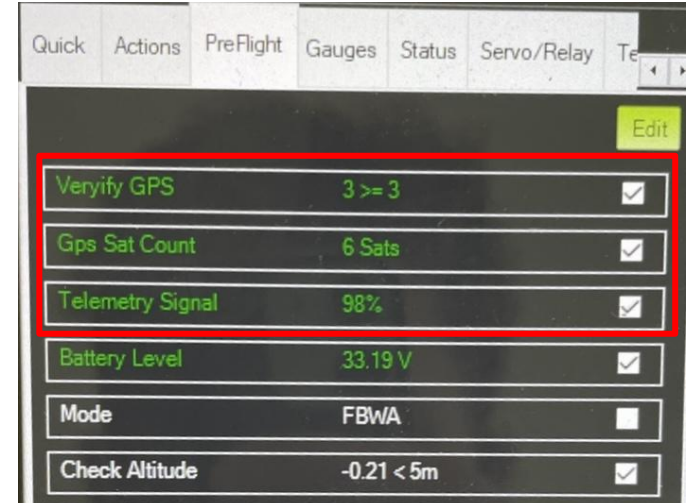 Quick Actions PreFlight Gauges Status Servo/Relay Te
Edit
Veryify GPS 3 >= 3
Gps Sat Count 6 Sats
Telemetry Signal 98%
Battery Level 33.19 V
Mode FBWA
Check Altitude -0.21 < 5m